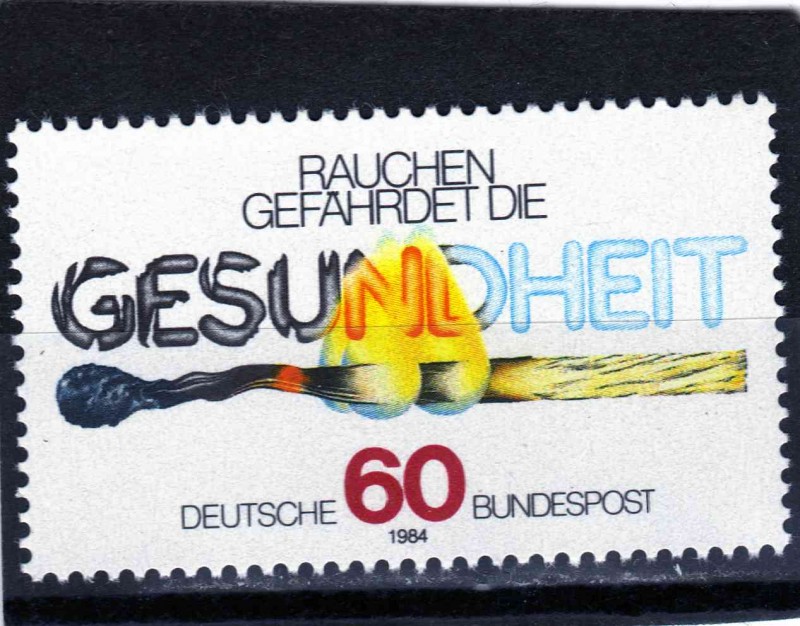 RAUCHEN
GEFÄHRDET DIE
GESUNDHEIT
DEUTSCHE 60 BUNDESPOST
1984